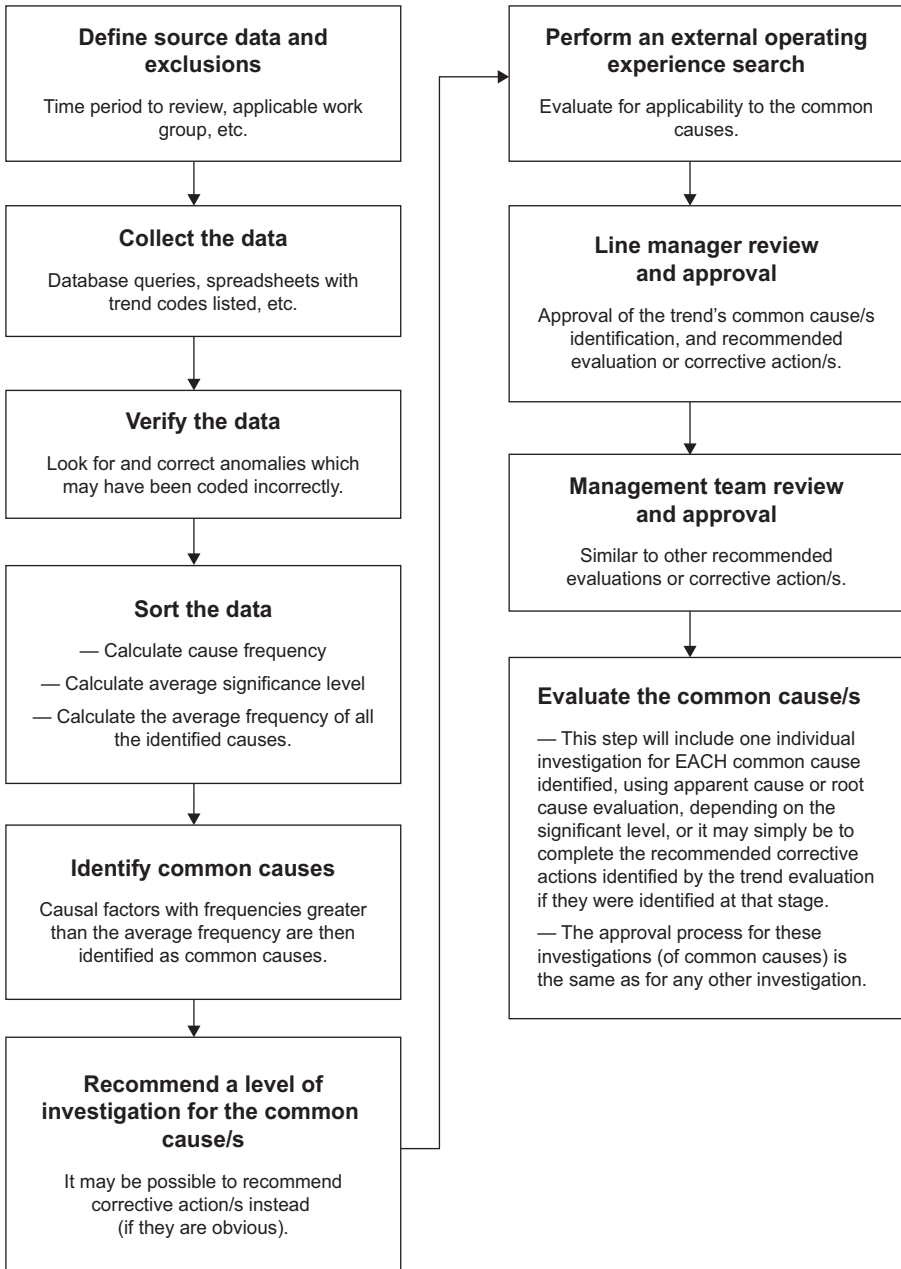 Define source data and
exclusions
Time period to review, applicable work
group, etc.
Collect the data
Database queries, spreadsheets with
trend codes listed, etc.
Verify the data
Look for and correct anomalies which
may have been coded incorrectly.
Sort the data
— Calculate cause frequency
— Calculate average significance level
— Calculate the average frequency of all
the identified causes.
Identify common causes
Causal factors with frequencies greater
than the average frequency are then
identified as common causes.
Recommend a level of
investigation for the common
cause/s
It may be possible to recommend
corrective action/s instead
(if they are obvious).
Perform an external operating
experience search
Evaluate for applicability to the common
causes.
Line manager review
and approval
Approval of the trend’s common cause/s
identification, and recommended
evaluation or corrective action/s.
Management team review
and approval
Similar to other recommended
evaluations or corrective action/s.
Evaluate the common cause/s
— This step will include one individual
investigation for EACH common cause
identified, using apparent cause or root
cause evaluation, depending on the
significant level, or it may simply be to
complete the recommended corrective
actions identified by the trend evaluation
if they were identified at that stage.
— The approval process for these
investigations (of common causes) is
the same as for any other investigation.